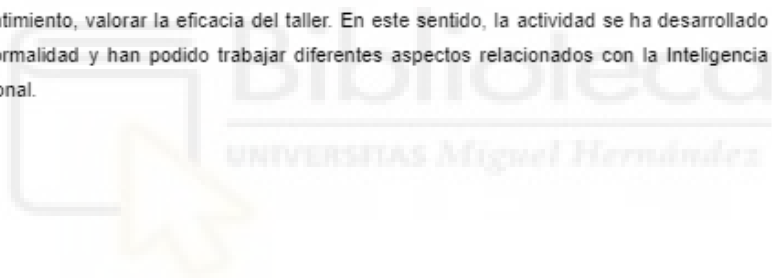 timiento, valorar la eficacia del taller. En este sentido, la actividad se ha desarrollado
ormalidad y han podido trabajar diferentes aspectos relacionados con la Inteligencia
onal.
Biblioteca
UNIVERSITAS Miguel Hernández